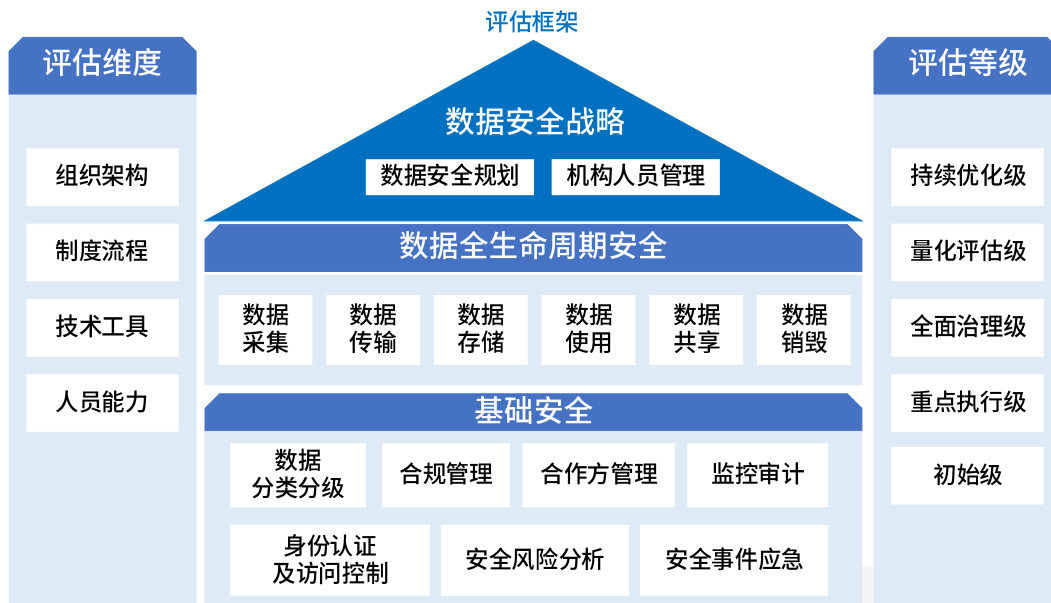 评估框架
评估维度
组织架构
制度流程
技术工具
人员能力
数据安全战略
数据安全规划
机构人员管理
数据全生命周期安全
数据
采集
数据
传输
数据
存储
数据
使用
数据
共享
数据
销毁
基础安全
数据
分类分级
合规管理
合作方管理
监控审计
身份认证
及访问控制
安全风险分析
安全事件应急
评估等级
持续优化级
量化评估级
全面治理级
重点执行级
初始级